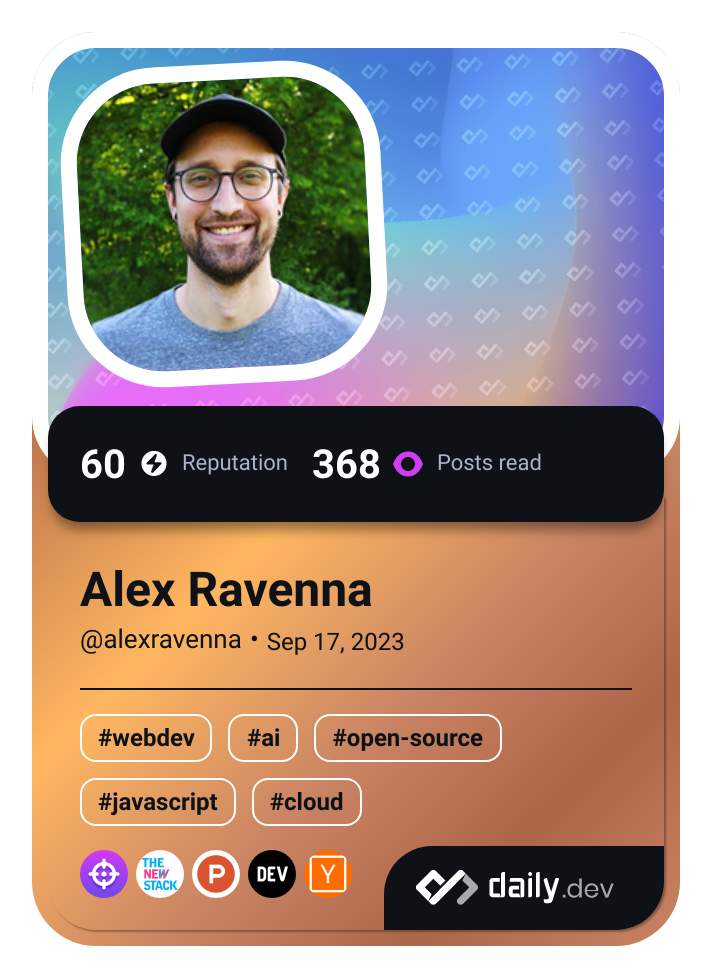 60 Reputation 368 Posts read
Alex Ravenna
@alexravenna • Sep 17, 2023
#webdev #ai #open-source
#javascript #cloud
THE
NEW
STACK
P
DEV
Y
daily.dev